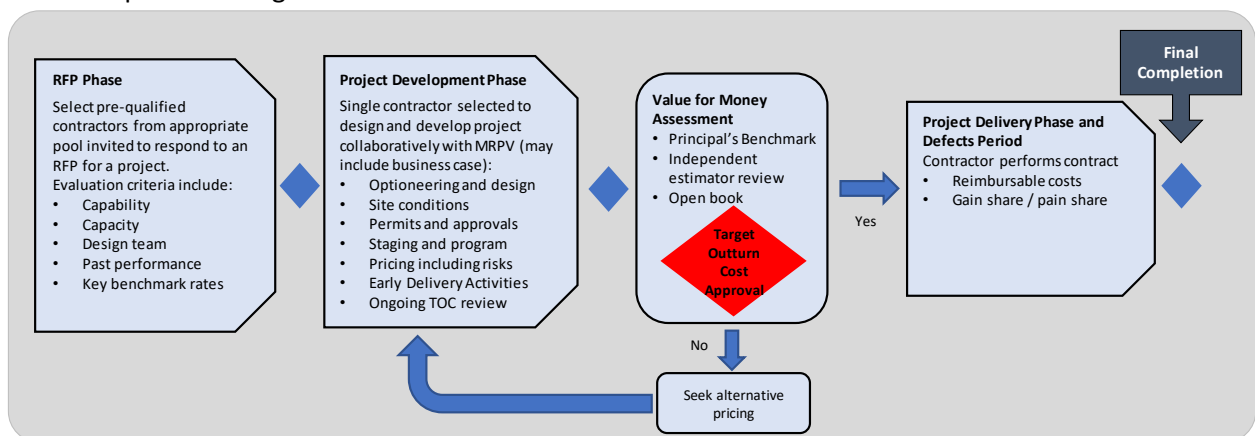 RFP Phase
Select pre-qualified
contractors from appropriate
pool invited to respond to an
RFP for a project.
Evaluation criteria include:
• Capability
• Capacity
• Design team
• Past performance
• Key benchmark rates
Project Development Phase
Single contractor selected to
design and develop project
collaboratively with MRPV (may
include business case):
• Optioneering and design
• Site conditions
• Permits and approvals
• Staging and program
• Pricing including risks
• Early Delivery Activities
• Ongoing TOC review
Value for Money
Assessment
• Principal's Benchmark
• Independent
estimator review
• Open book
Target
Outturn
Cost
Approval
Yes
No
Seek alternative
pricing
Project Delivery Phase and
Defects Period
Contractor performs contract
• Reimbursable costs
• Gain share / pain share
Final
Completion